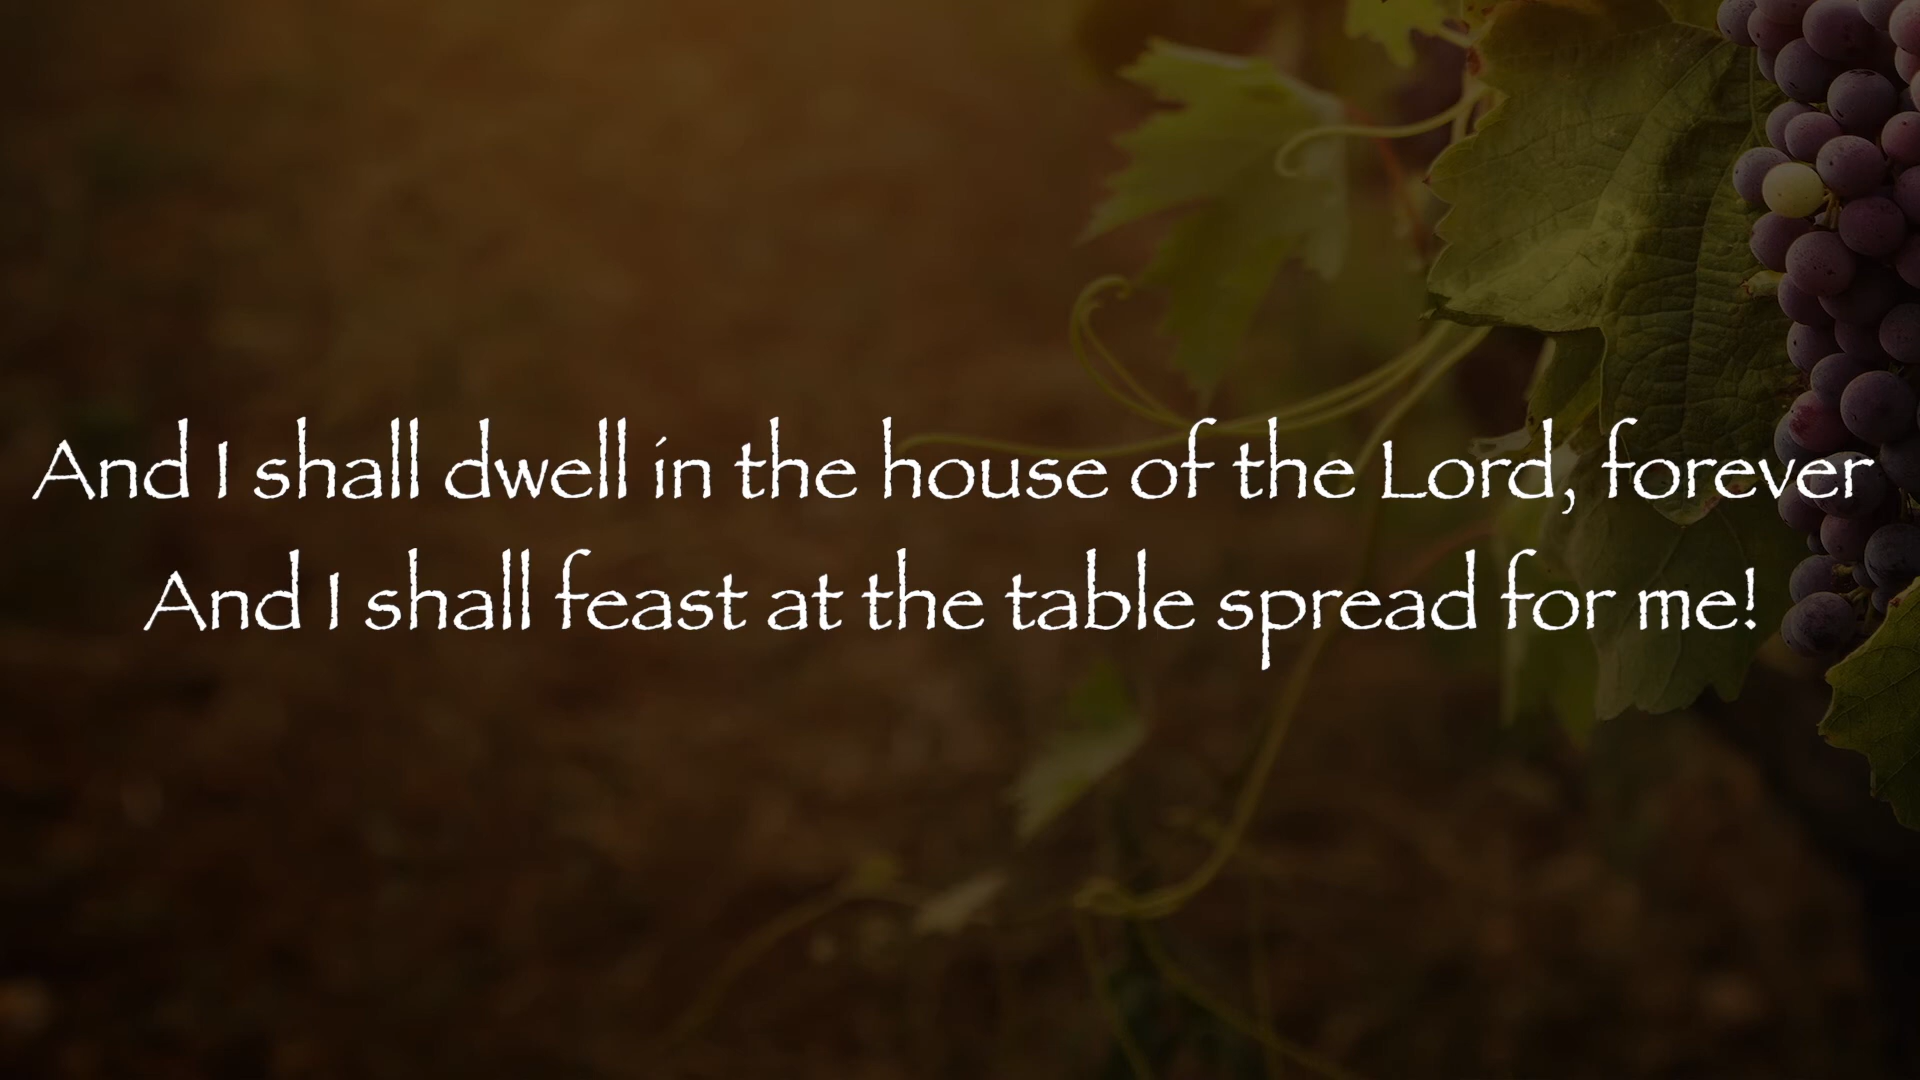 And I shall dwell in the house of the Lord, forever
And I shall feast at the table spread for me!